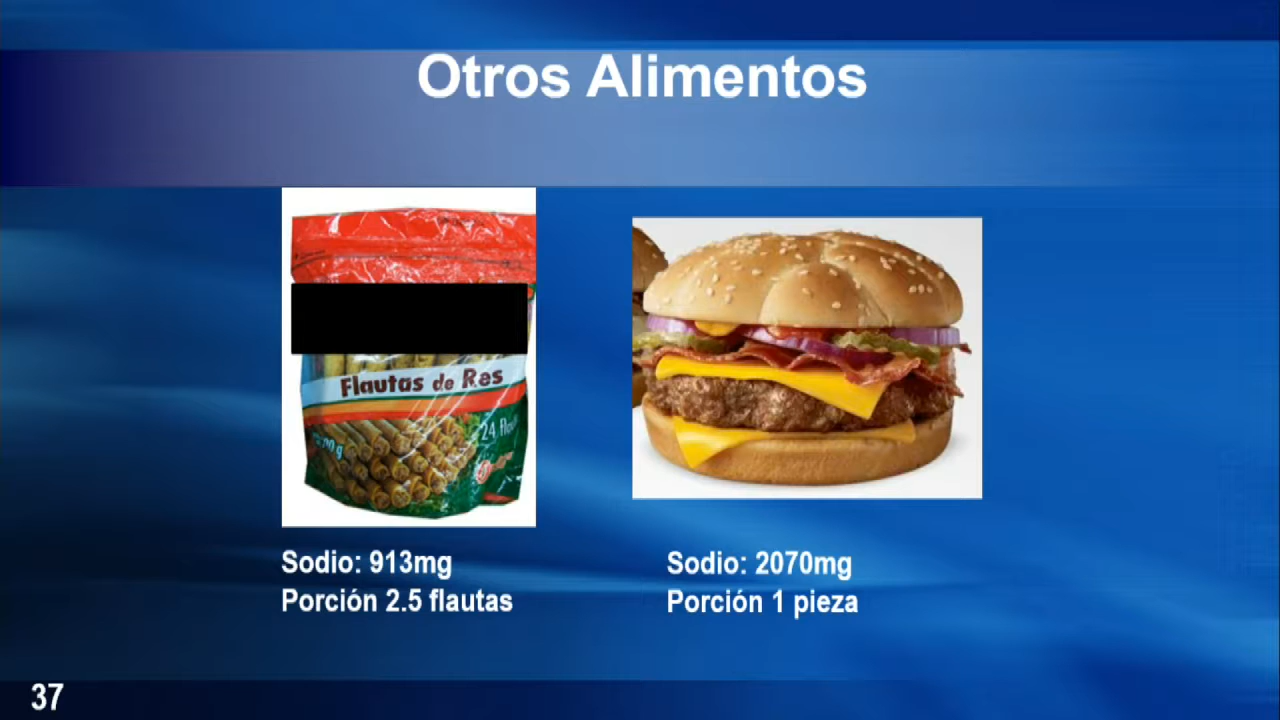 Otros Alimentos
Flautas de Res
24
Sodio: 913mg
Porción 2.5 flautas
Sodio: 2070mg
Porción 1 pieza
37